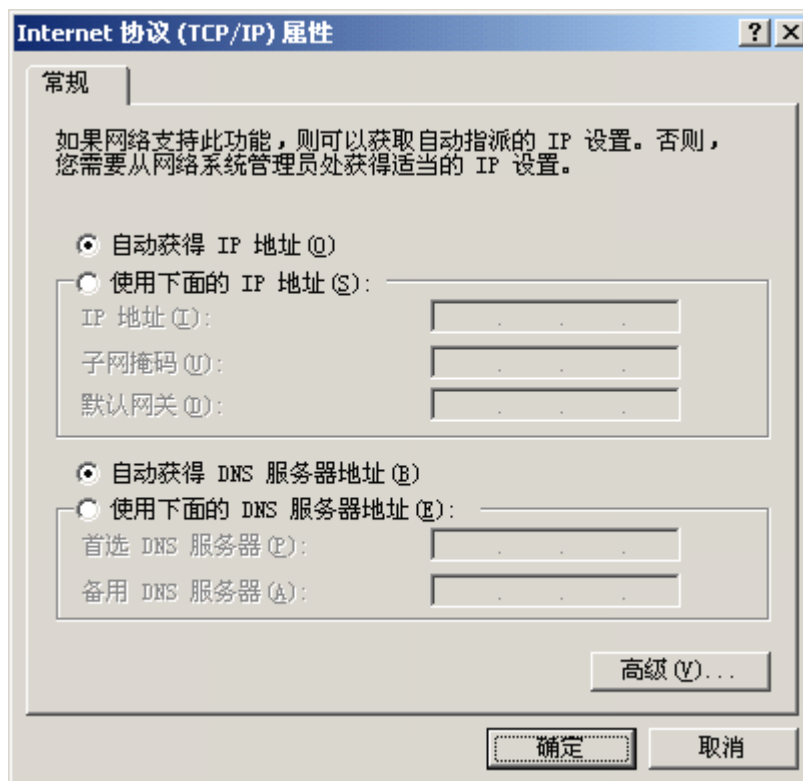 Internet 协议 (TCP/IP) 属性
常规
如果网络支持此功能，则可以获取自动指派的 IP 设置。否则，
您需要从网络系统管理员处获得适当的 IP 设置。
自动获得 IP 地址(O)
使用下面的 IP 地址(S):
IP 地址(I):
子网掩码(U):
默认网关(D):
自动获得 DNS 服务器地址(B)
使用下面的 DNS 服务器地址(E):
首选 DNS 服务器(P):
备用 DNS 服务器(A):
高级(V)...
确定 取消